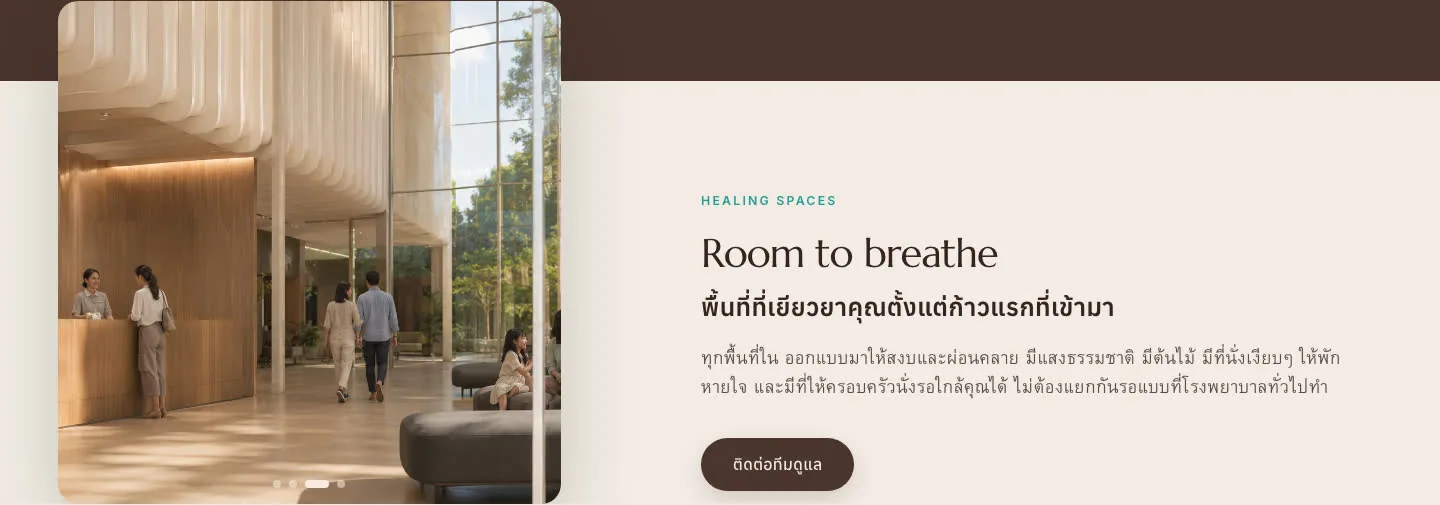 HEALING SPACES
Room to breathe
พื้นที่ที่เยียวยาคุณตั้งแต่ก้าวแรกที่เข้ามา
ทุกพื้นที่ใน ออกแบบมาให้สงบและผ่อนคลาย มีแสงธรรมชาติ มีต้นไม้ มีที่นั่งเงียบๆ ให้พัก
หายใจ และมีที่ให้ครอบครัวนั่งรอใกล้คุณได้ ไม่ต้องแยกกันรอแบบที่โรงพยาบาลทั่วไปทำ
ติดต่อทีมดูแล